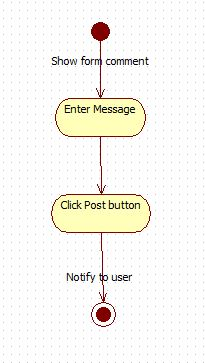 Show form comment
Enter Message
Click Post button
Notify to user